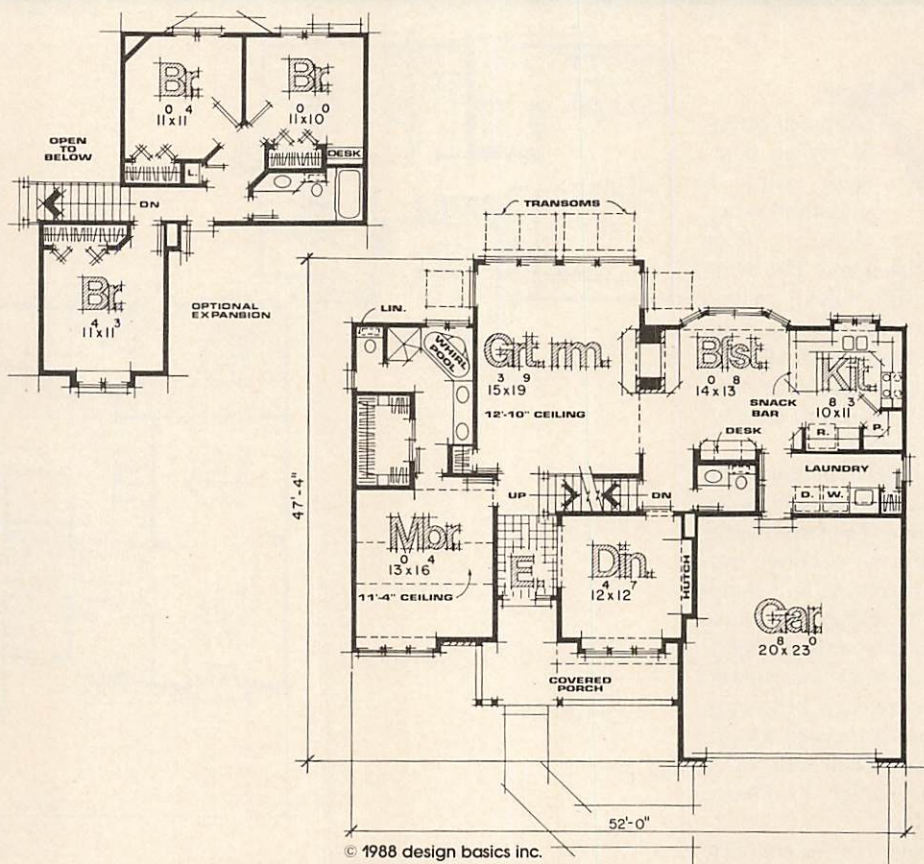 Br.
0 4
11x11
Br.
0 0
11x10
OPEN
TO
BELOW
L.
DESK
DN
Br.
4 3
11x11
OPTIONAL
EXPANSION
TRANSOMS
LIN.
WHIRL
POOL
Grt. rm.
3 9
15x19
12'-10" CEILING
Bfst.
0 8
14x13
SNACK
BAR
Kit.
8 3
10x11
DESK
R.
P.
LAUNDRY
D. W.
UP
DN
47'-4"
Mbr.
0 4
13x16
11'-4" CEILING
E.
Din.
4 7
12x12
HUTCH
Gar.
8 0
20x23
COVERED
PORCH
52'-0"
© 1988 design basics inc.